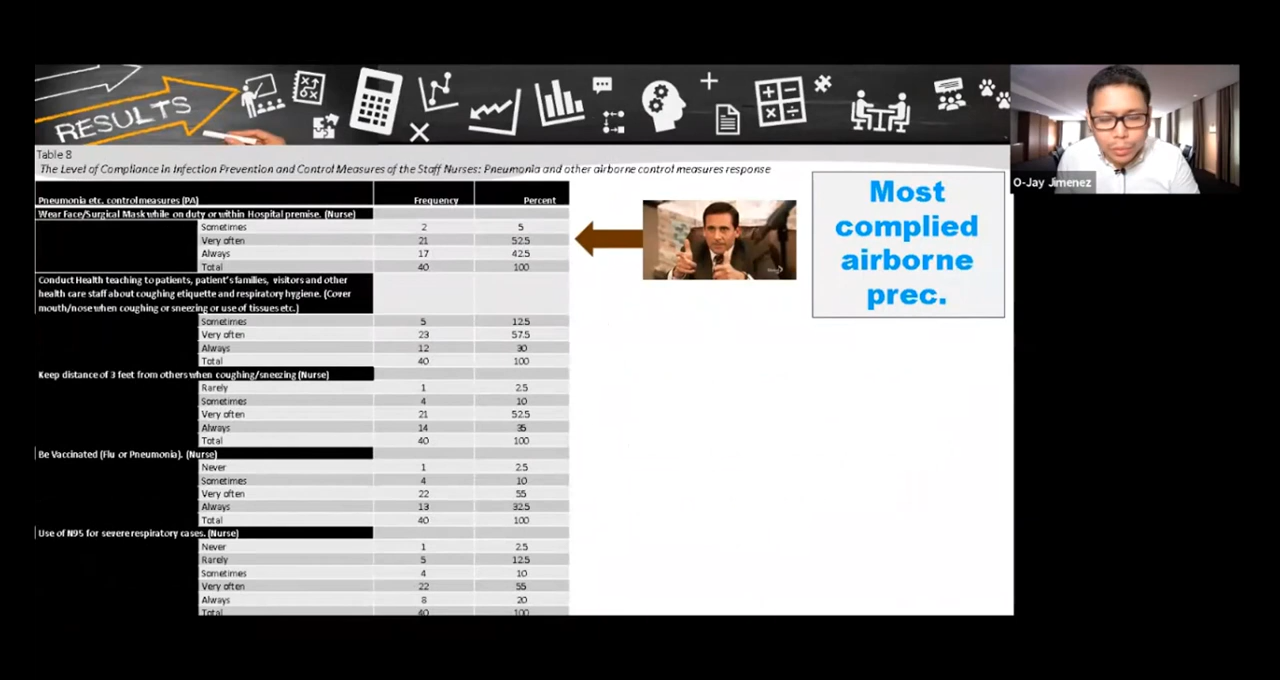 RESULTS
Table 8
The Level of Compliance in Infection Prevention and Control Measures of the Staff Nurses: Pneumonia and other airborne control measures response
Pneumonia etc. control measures (PA) Frequency Percent
Wear Face/Surgical Mask while on duty or within Hospital premise. (Nurse)
Sometimes 2 5
Very often 21 52.5
Always 17 42.5
Total 40 100
Conduct Health teaching to patients, patient's families, visitors and other
health care staff about coughing etiquette and respiratory hygiene. (Cover
mouth/nose when coughing or sneezing or use of tissues etc.)
Sometimes 5 12.5
Very often 23 57.5
Always 12 30
Total 40 100
Keep distance of 3 feet from others when coughing/sneezing (Nurse)
Rarely 1 2.5
Sometimes 4 10
Very often 21 52.5
Always 14 35
Total 40 100
Be Vaccinated (Flu or Pneumonia). (Nurse)
Never 1 2.5
Sometimes 4 10
Very often 22 55
Always 13 32.5
Total 40 100
Use of N95 for severe respiratory cases. (Nurse)
Never 1 2.5
Rarely 5 12.5
Sometimes 4 10
Very often 22 55
Always 8 20
Total 40 100
Most
complied
airborne
prec.
O-Jay Jimenez